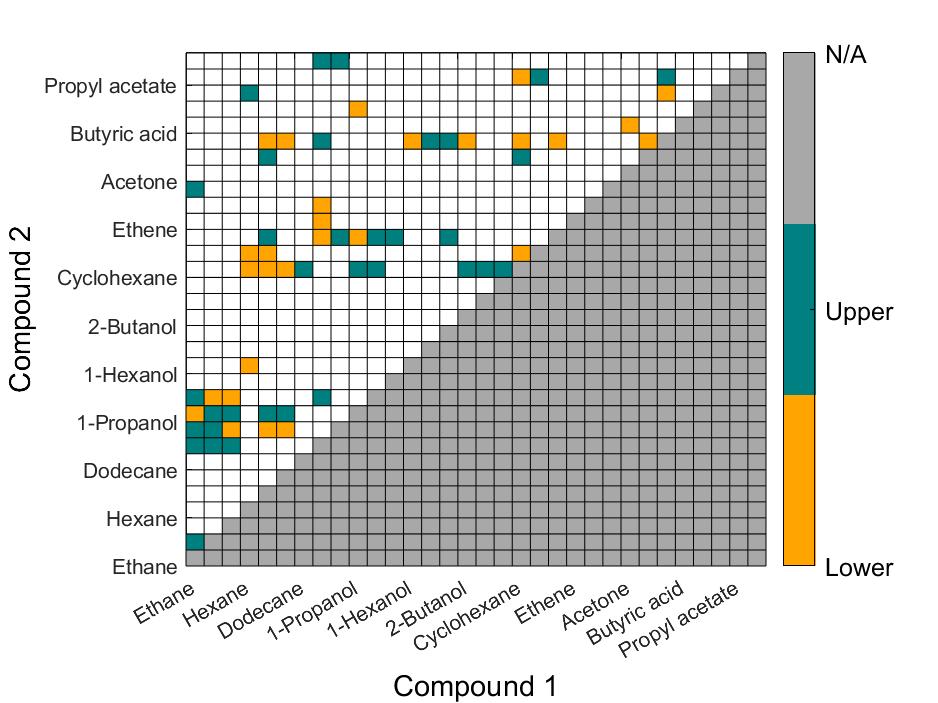 N/A
Propyl acetate
Butyric acid
Acetone
Ethene
Cyclohexane
2-Butanol
1-Hexanol
1-Propanol
Dodecane
Hexane
Ethane
Compound 2
Upper
Lower
Ethane
Hexane
Dodecane
1-Propanol
1-Hexanol
2-Butanol
Cyclohexane
Ethene
Acetone
Butyric acid
Propyl acetate
Compound 1